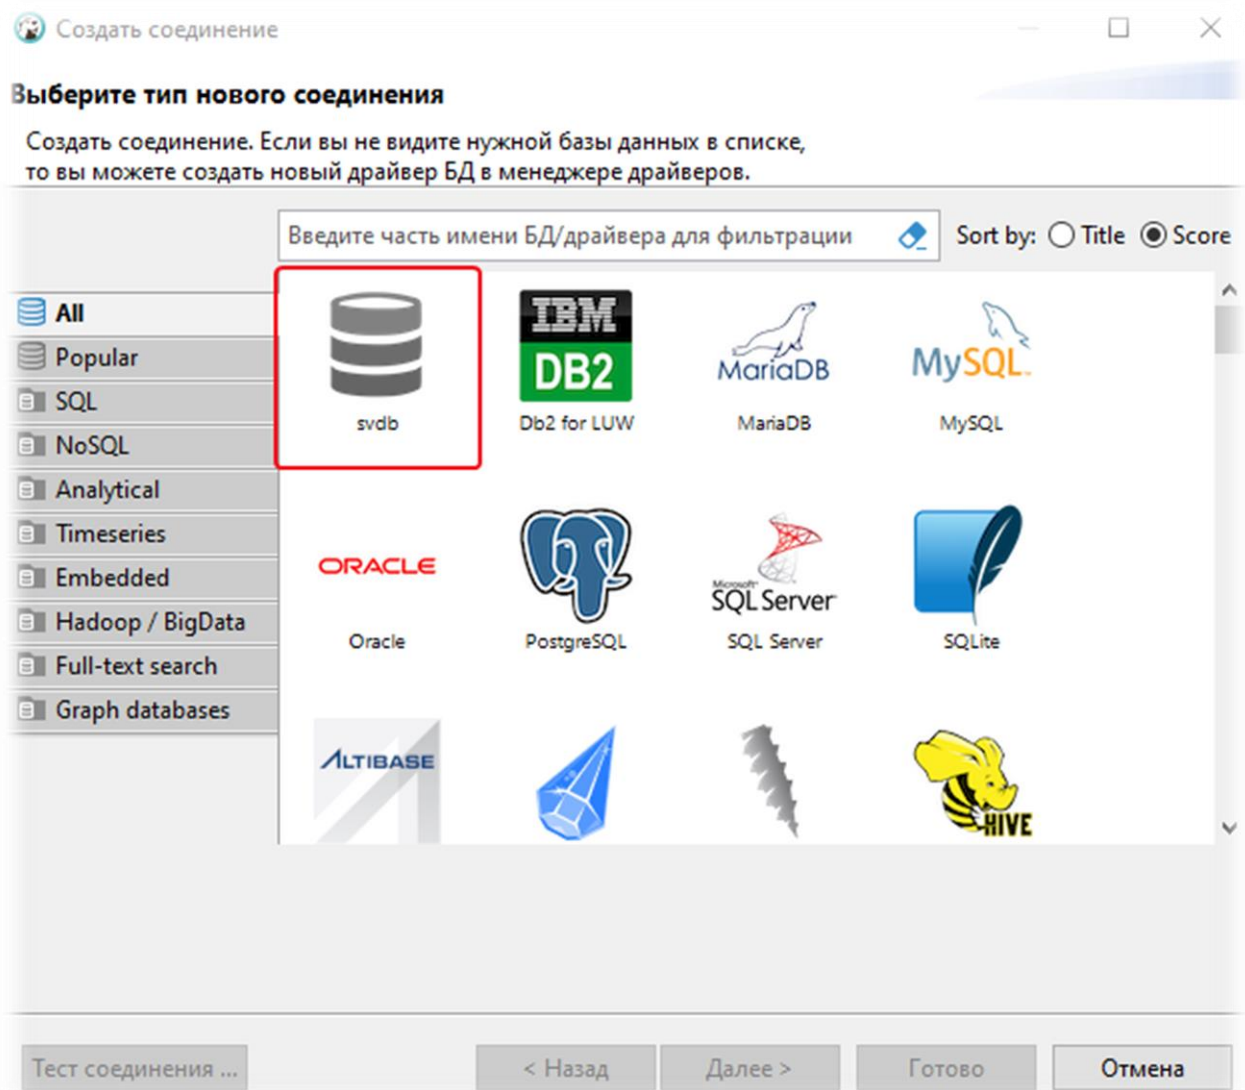 Создать соединение
Выберите тип нового соединения
Создать соединение. Если вы не видите нужной базы данных в списке,
то вы можете создать новый драйвер БД в менеджере драйверов.
Введите часть имени БД/драйвера для фильтрации
Sort by: Title Score
All
Popular
SQL
NoSQL
Analytical
Timeseries
Embedded
Hadoop / BigData
Full-text search
Graph databases
svdb
IBM
DB2
Db2 for LUW
MariaDB
MariaDB
MySQL
MySQL
ORACLE
Oracle
PostgreSQL
Microsoft
SQL Server
SQL Server
SQLite
ALTIBASE
HIVE
Тест соединения ...
< Назад
Далее >
Готово
Отмена